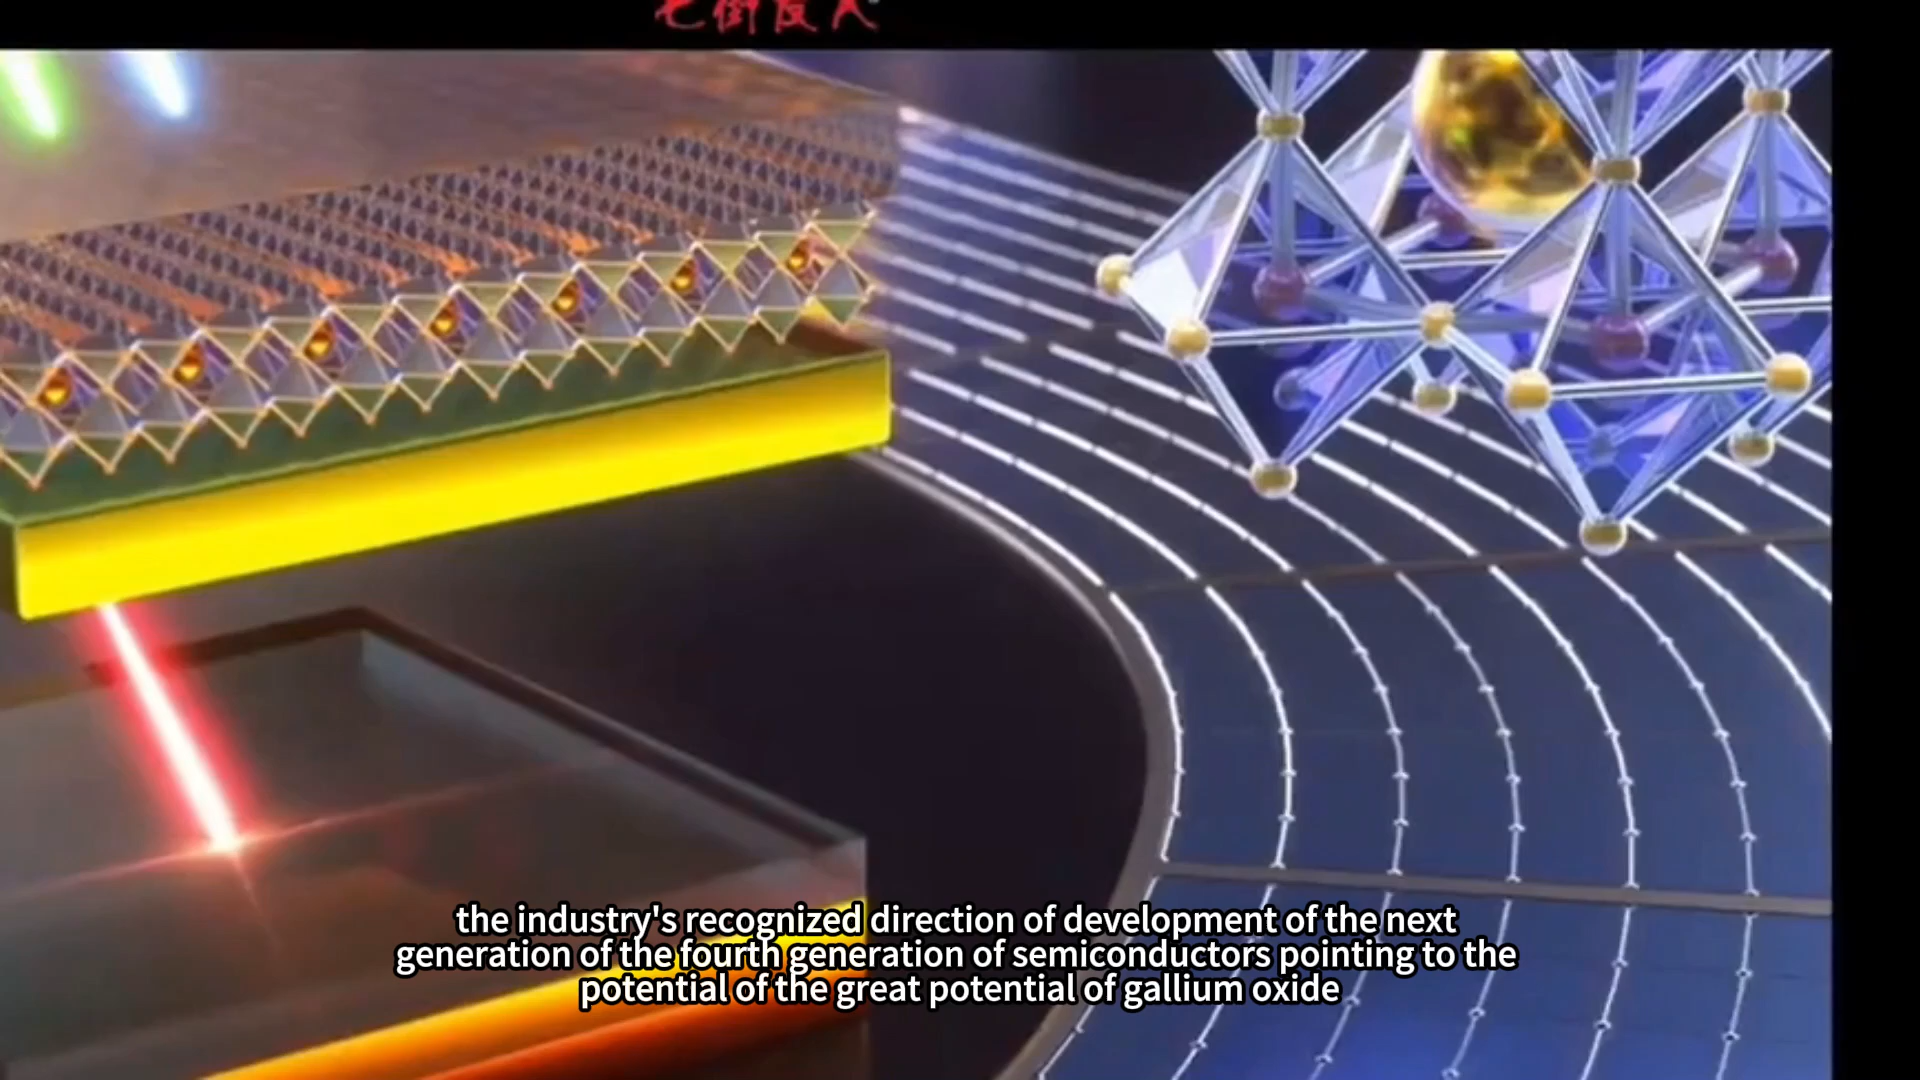 the industry's recognized direction of development of the next
generation of the fourth generation of semiconductors pointing to the
potential of the great potential of gallium oxide